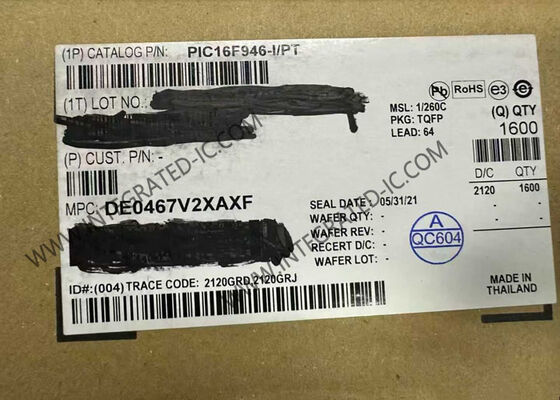 (1P) CATALOG P/N: PIC16F946-I/PT
(1T) LOT NO.:
Pb RoHS e3 e
MSL: 1/260C
PKG: TQFP
LEAD: 64
(Q) QTY
1600
(P) CUST. P/N: -
D/C QTY
2120 1600
MPC: DE0467V2XAXF
SEAL DATE: 05/31/21
WAFER QTY: -
WAFER REV: -
RECERT D/C: -
WAFER LOT: -
A
QC604
ID#:(004) TRACE CODE: 2120GRD,2120GRJ
MADE IN
THAILAND
WWW.INTEGRATED-IC.COM